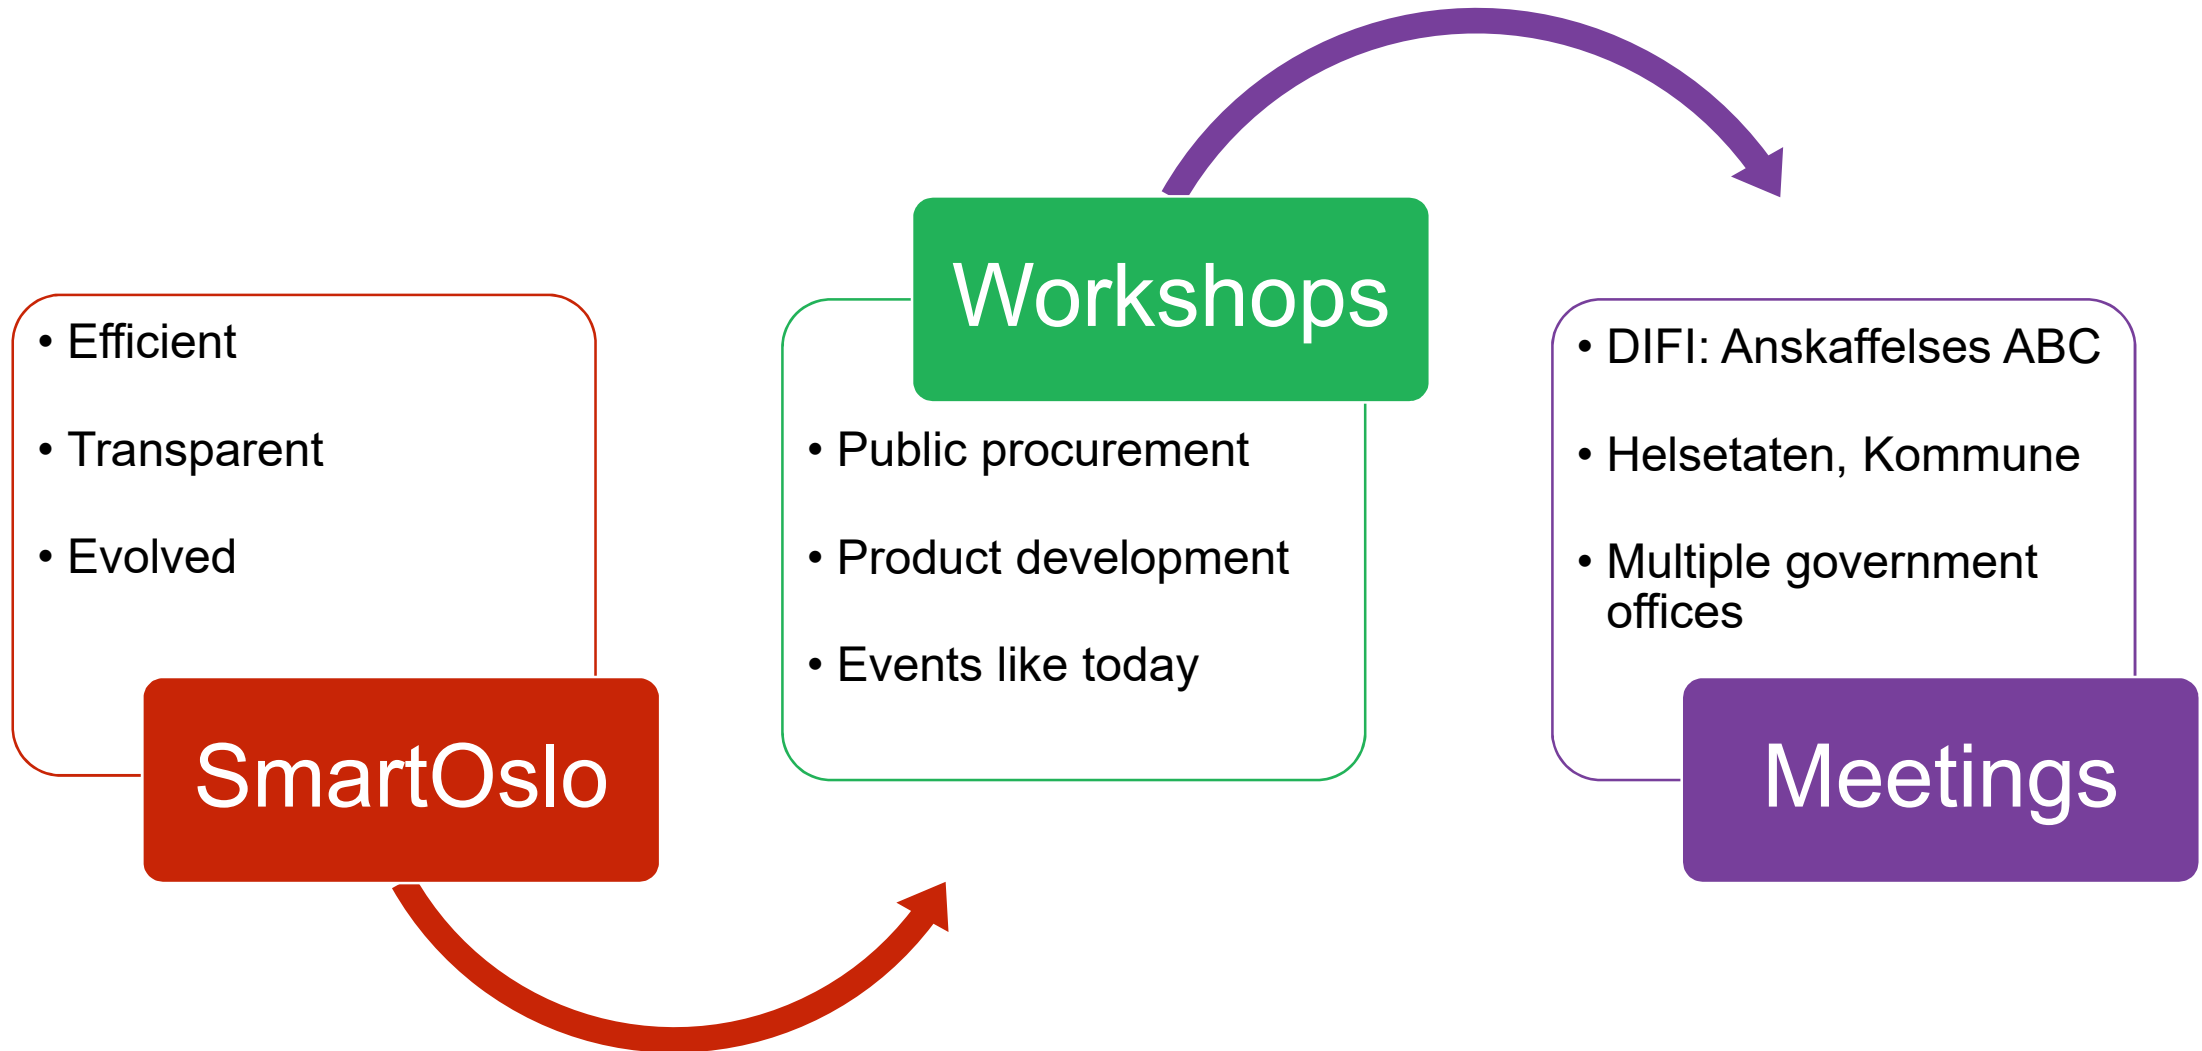 • Efficient
• Transparent
• Evolved
SmartOslo
Workshops
• Public procurement
• Product development
• Events like today
• DIFI: Anskaffelses ABC
• Helsetaten, Kommune
• Multiple government
offices
Meetings